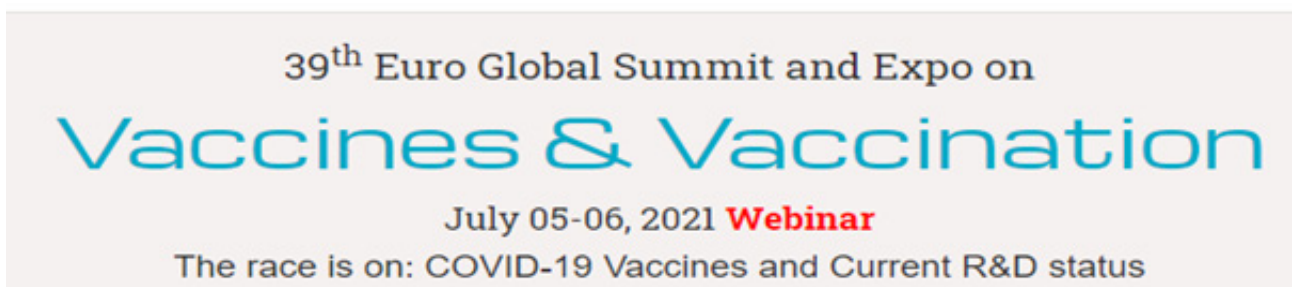 39th Euro Global Summit and Expo on
Vaccines & Vaccination
July 05-06, 2021 Webinar
The race is on: COVID-19 Vaccines and Current R&D status